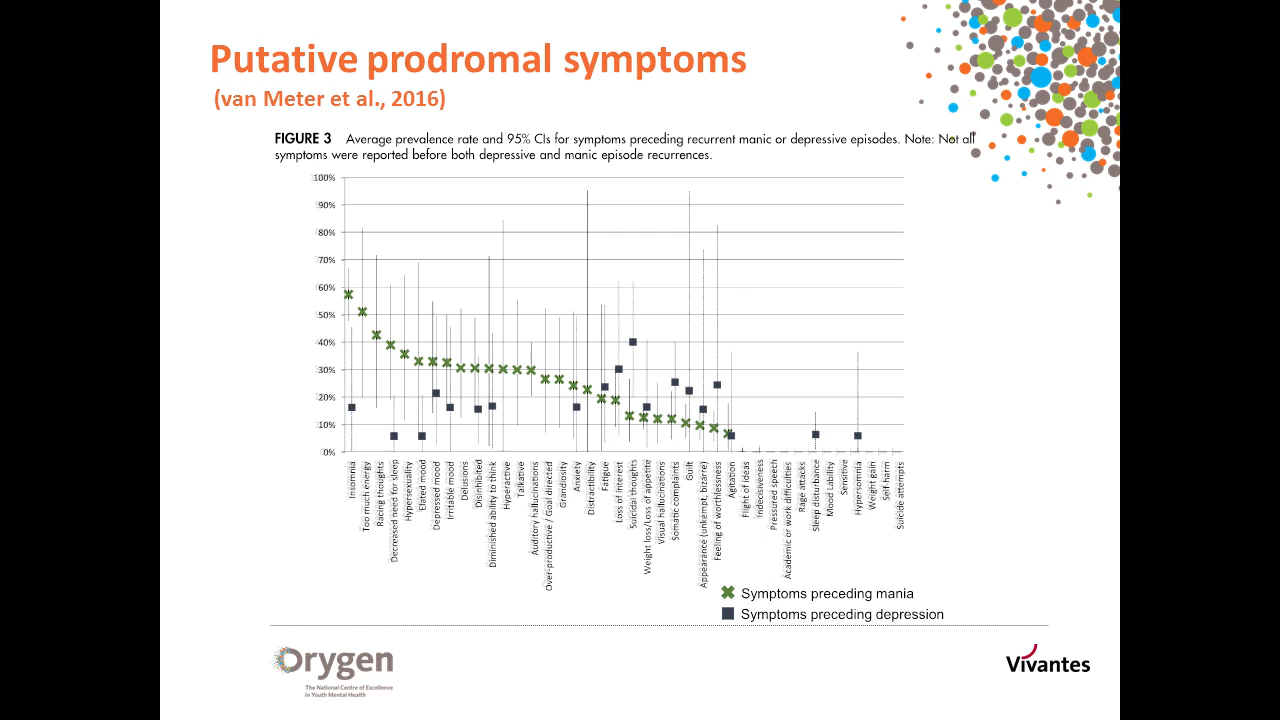 Putative prodromal symptoms
(van Meter et al., 2016)
FIGURE 3 Average prevalence rate and 95% CIs for symptoms preceding recurrent manic or depressive episodes. Note: Not all
symptoms were reported before both depressive and manic episode recurrences.
100%
90%
80%
70%
60%
50%
40%
30%
20%
10%
0%
Insomnia
Too much energy
Racing thoughts
Decreased need for sleep
Hypersexuality
Elated mood
Depressed mood
Irritable mood
Delusions
Disinhibited
Diminished ability to think
Hyperactive
Talkative
Auditory hallucinations
Over-productive / Goal directed
Grandiosity
Anxiety
Distractibility
Fatigue
Loss of interest
Suicidal thoughts
Weight loss/Loss of appetite
Visual hallucinations
Somatic complaints
Guilt
Appearance (unkempt, bizarre)
Feeling of worthlessness
Agitation
Flight of ideas
Indecisiveness
Pressured speech
Academic or work difficulties
Rage attacks
Sleep disturbance
Mood lability
Sensitive
Hypersomnia
Weight gain
Self harm
Suicide attempts
Symptoms preceding mania
Symptoms preceding depression
Orygen
The National Centre of Excellence
in Youth Mental Health
Vivantes